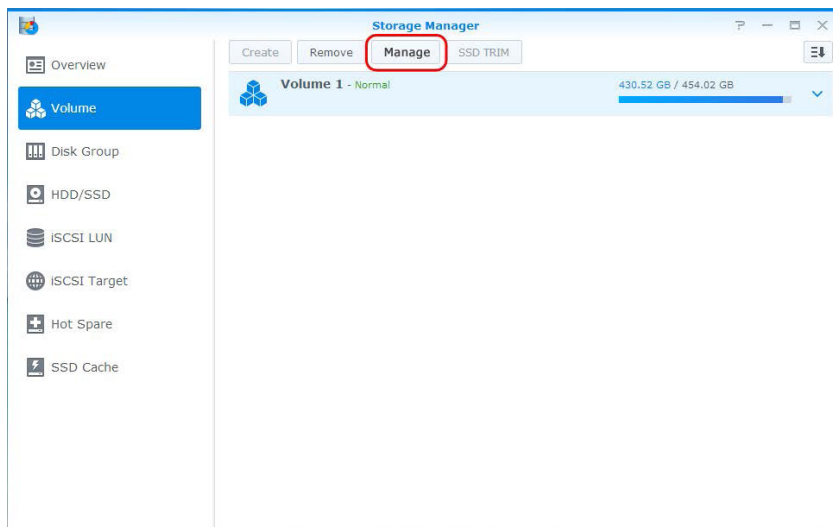 Storage Manager
Overview
Volume
Disk Group
HDD/SSD
iSCSI LUN
iSCSI Target
Hot Spare
SSD Cache
Create Remove Manage SSD TRIM
Volume 1 - Normal 430.52 GB / 454.02 GB